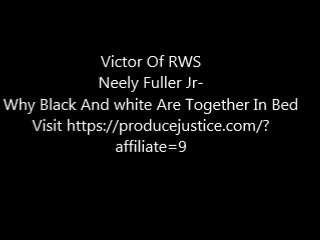 Victor Of RWS
Neely Fuller Jr-
Why Black And white Are Together In Bed
Visit https://producejustice.com/?
affiliate=9